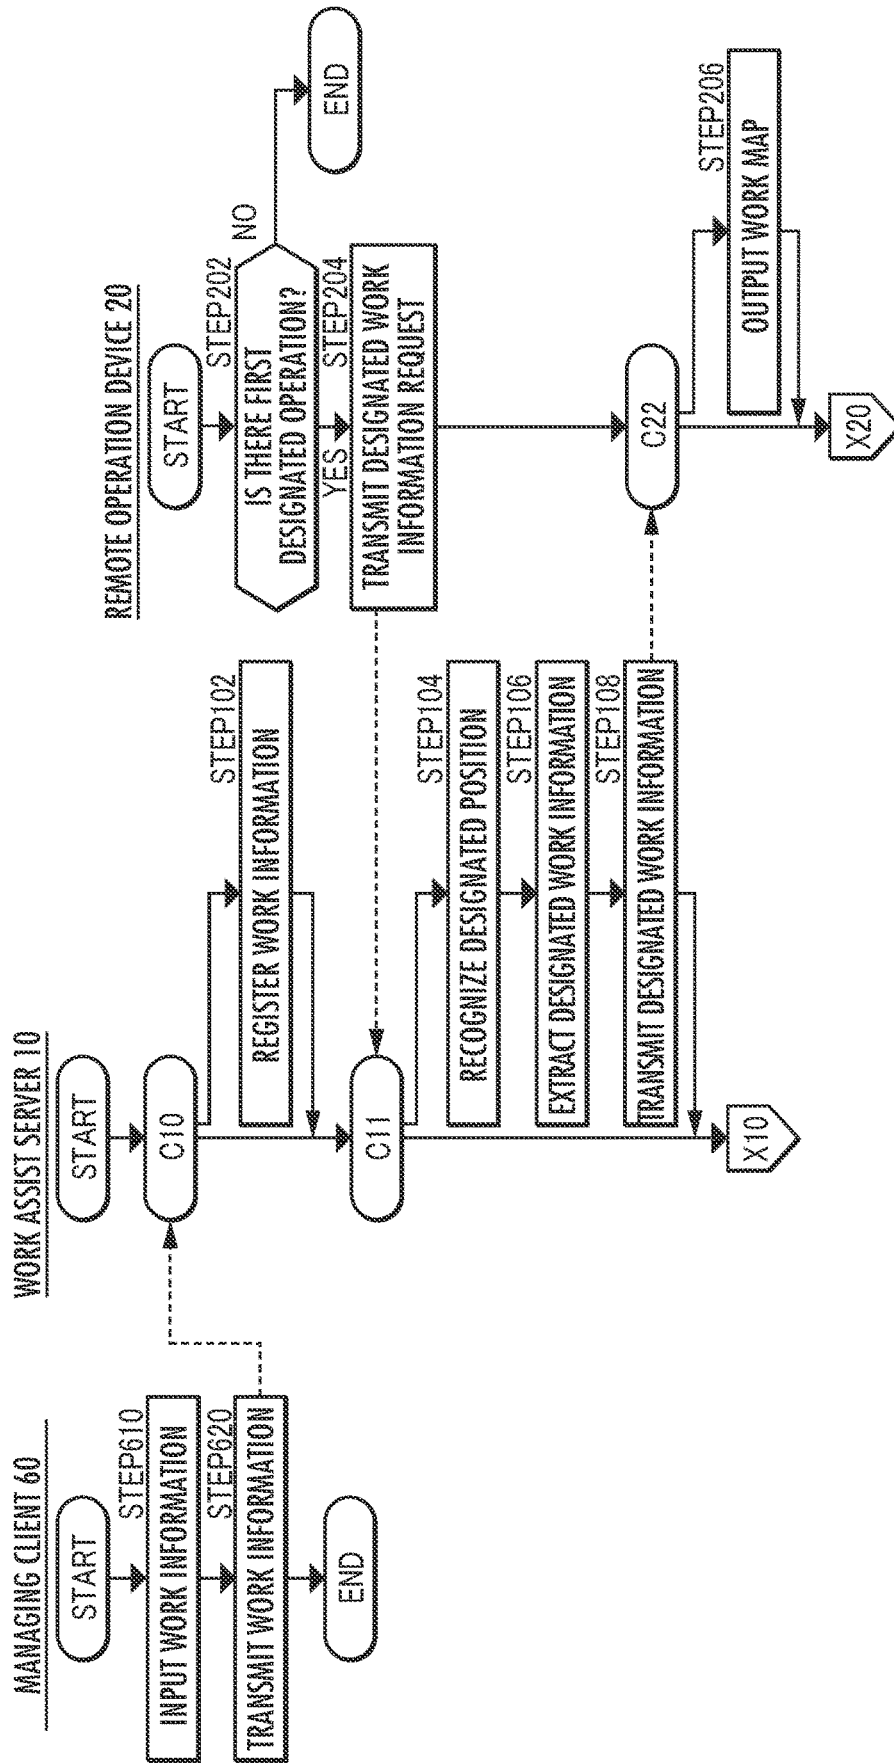 MANAGING CLIENT 60
START
STEP610
INPUT WORK INFORMATION
STEP620
TRANSMIT WORK INFORMATION
END
WORK ASSIST SERVER 10
START
C10
STEP102
REGISTER WORK INFORMATION
C11
STEP104
RECOGNIZE DESIGNATED POSITION
STEP106
EXTRACT DESIGNATED WORK INFORMATION
STEP108
TRANSMIT DESIGNATED WORK INFORMATION
X10
REMOTE OPERATION DEVICE 20
START
STEP202
IS THERE FIRST
DESIGNATED OPERATION?
NO
END
YES
STEP204
TRANSMIT DESIGNATED WORK
INFORMATION REQUEST
C22
STEP206
OUTPUT WORK MAP
X20